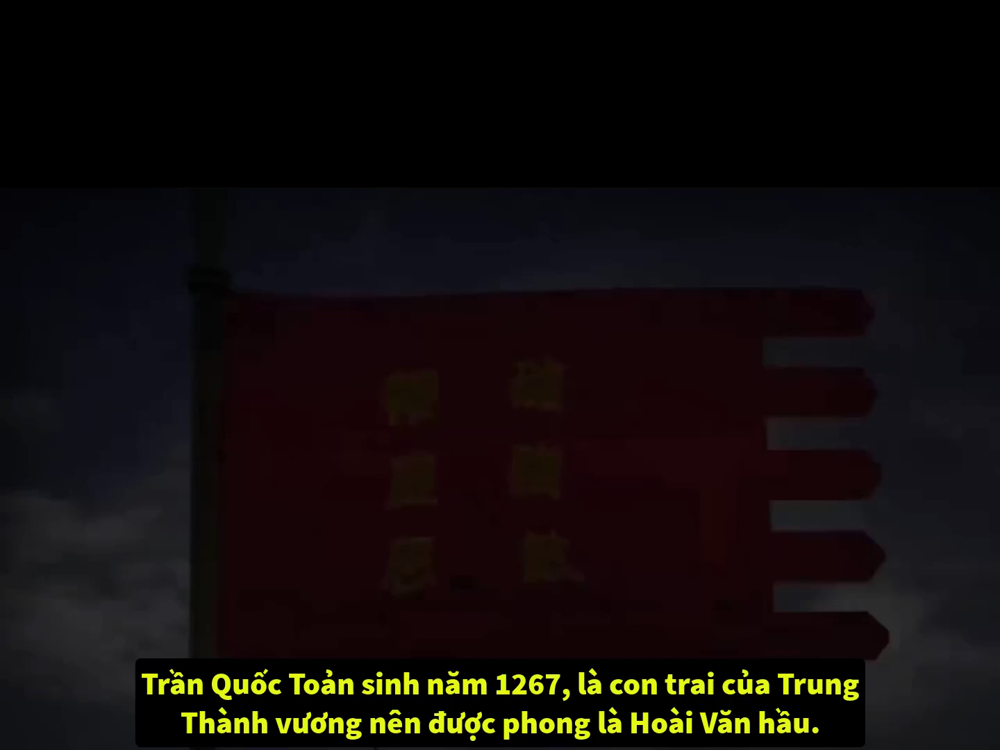 Trần Quốc Toản sinh năm 1267, là con trai của Trung
Thành vương nên được phong là Hoài Văn hầu.